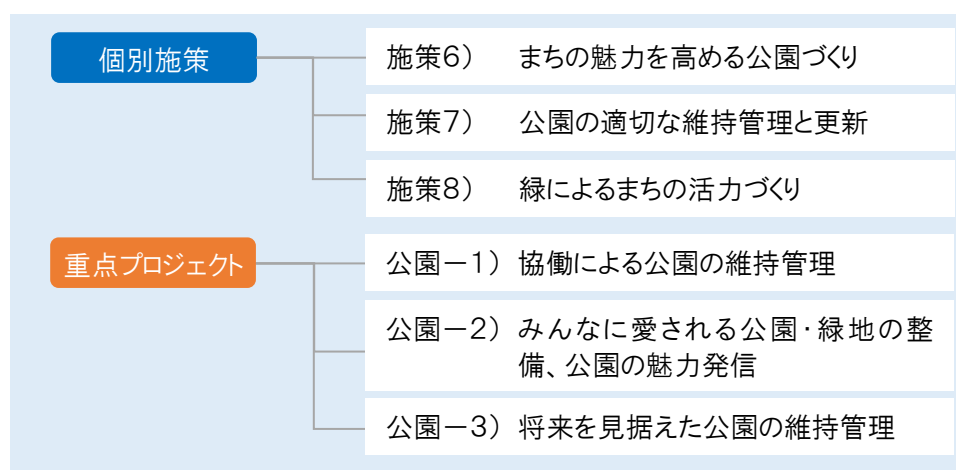 個別施策
施策6） まちの魅力を高める公園づくり
施策7） 公園の適切な維持管理と更新
施策8） 緑によるまちの活力づくり
重点プロジェクト
公園－1）協働による公園の維持管理
公園－2）みんなに愛される公園・緑地の整
備、公園の魅力発信
公園－3）将来を見据えた公園の維持管理